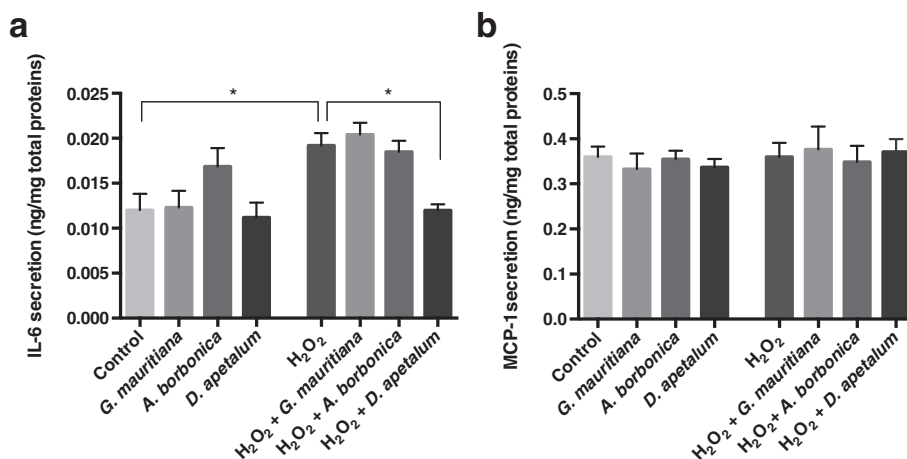 a
IL-6 secretion (ng/mg total proteins)
0.025
0.020
0.015
0.010
0.005
0.000
*
*
Control
G. mauritiana
A. borbonica
D. apetalum
H2O2
H2O2 + G. mauritiana
H2O2 + A. borbonica
H2O2 + D. apetalum
b
MCP-1 secretion (ng/mg total proteins)
0.5
0.4
0.3
0.2
0.1
0.0
Control
G. mauritiana
A. borbonica
D. apetalum
H2O2
H2O2 + G. mauritiana
H2O2 + A. borbonica
H2O2 + D. apetalum